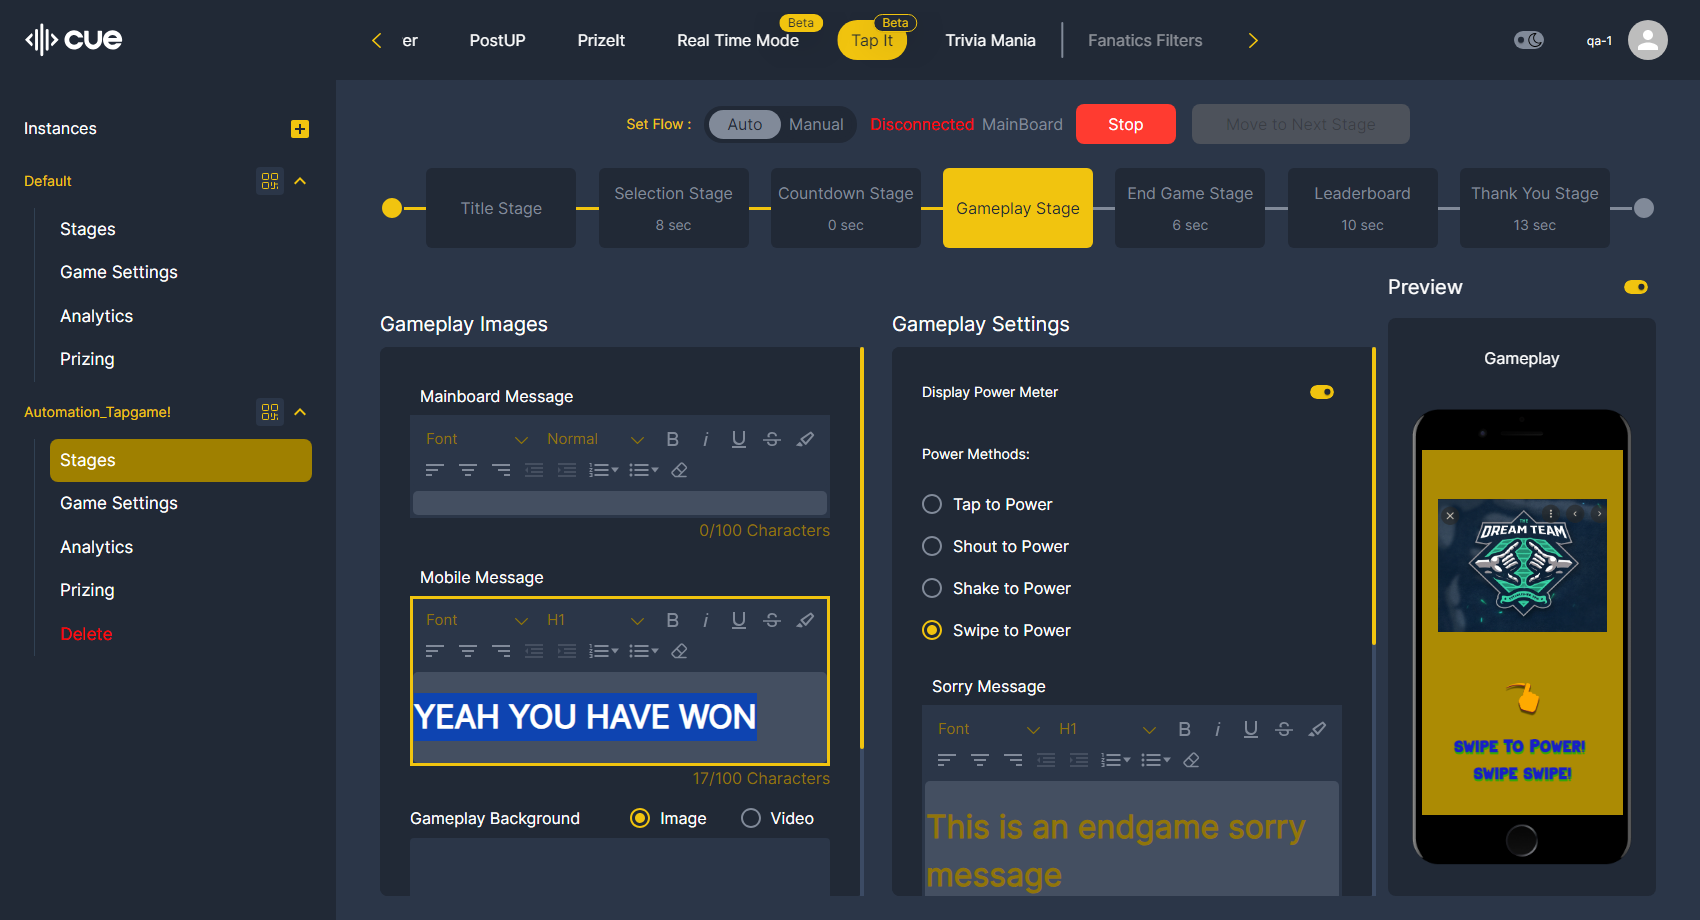 cue
er
PostUP
PrizeIt
Real Time Mode
Beta
Tap It
Beta
Trivia Mania
Fanatics Filters
qa-1
Instances
Default
Stages
Game Settings
Analytics
Prizing
Automation_Tapgame!
Stages
Game Settings
Analytics
Prizing
Delete
Set Flow :
Auto
Manual
Disconnected MainBoard
Stop
Move to Next Stage
Title Stage
Selection Stage
8 sec
Countdown Stage
0 sec
Gameplay Stage
End Game Stage
6 sec
Leaderboard
10 sec
Thank You Stage
13 sec
Gameplay Images
Mainboard Message
Font
Normal
B i U S
0/100 Characters
Mobile Message
Font
H1
B i U S
YEAH YOU HAVE WON
17/100 Characters
Gameplay Background
Image
Video
Gameplay Settings
Display Power Meter
Power Methods:
Tap to Power
Shout to Power
Shake to Power
Swipe to Power
Sorry Message
Font
H1
B i U S
This is an endgame sorry
message
Preview
Gameplay
THE
DREAM TEAM
SWIPE TO POWER!
SWIPE SWIPE!